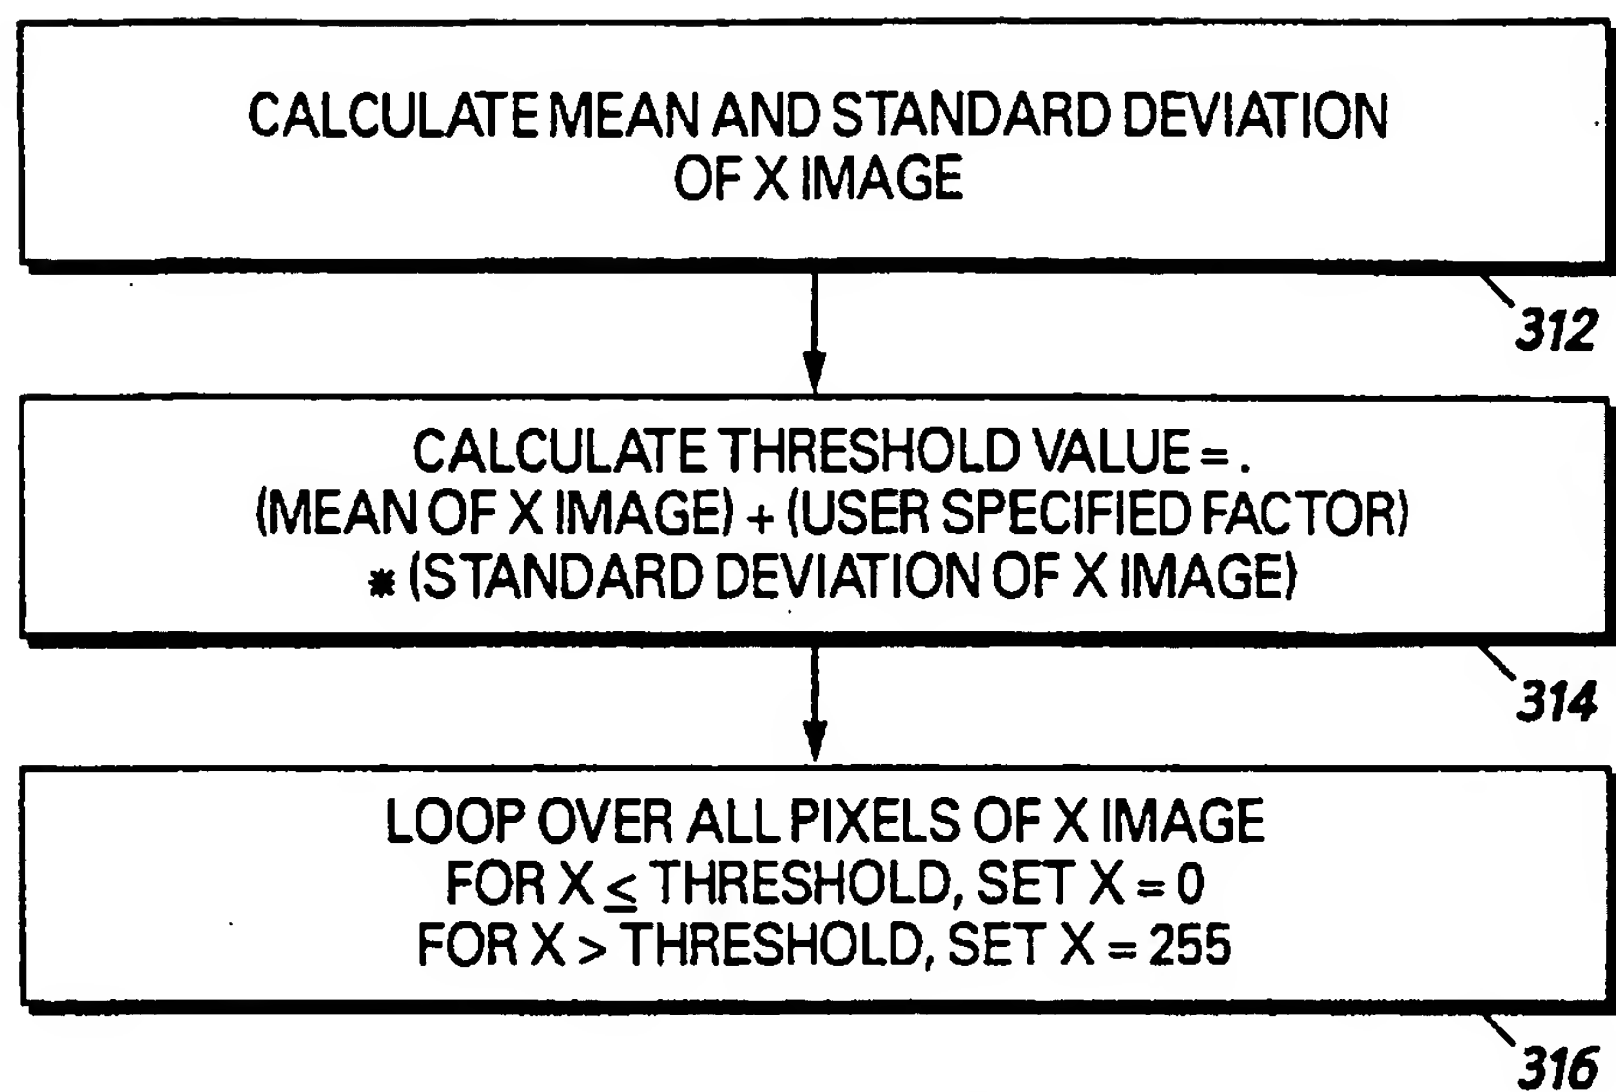 CALCULATE MEAN AND STANDARD DEVIATION
OF X IMAGE
312
CALCULATE THRESHOLD VALUE = .
(MEAN OF X IMAGE) + (USER SPECIFIED FACTOR)
* (STANDARD DEVIATION OF X IMAGE)
314
LOOP OVER ALL PIXELS OF X IMAGE
FOR X ≤ THRESHOLD, SET X = 0
FOR X > THRESHOLD, SET X = 255
316